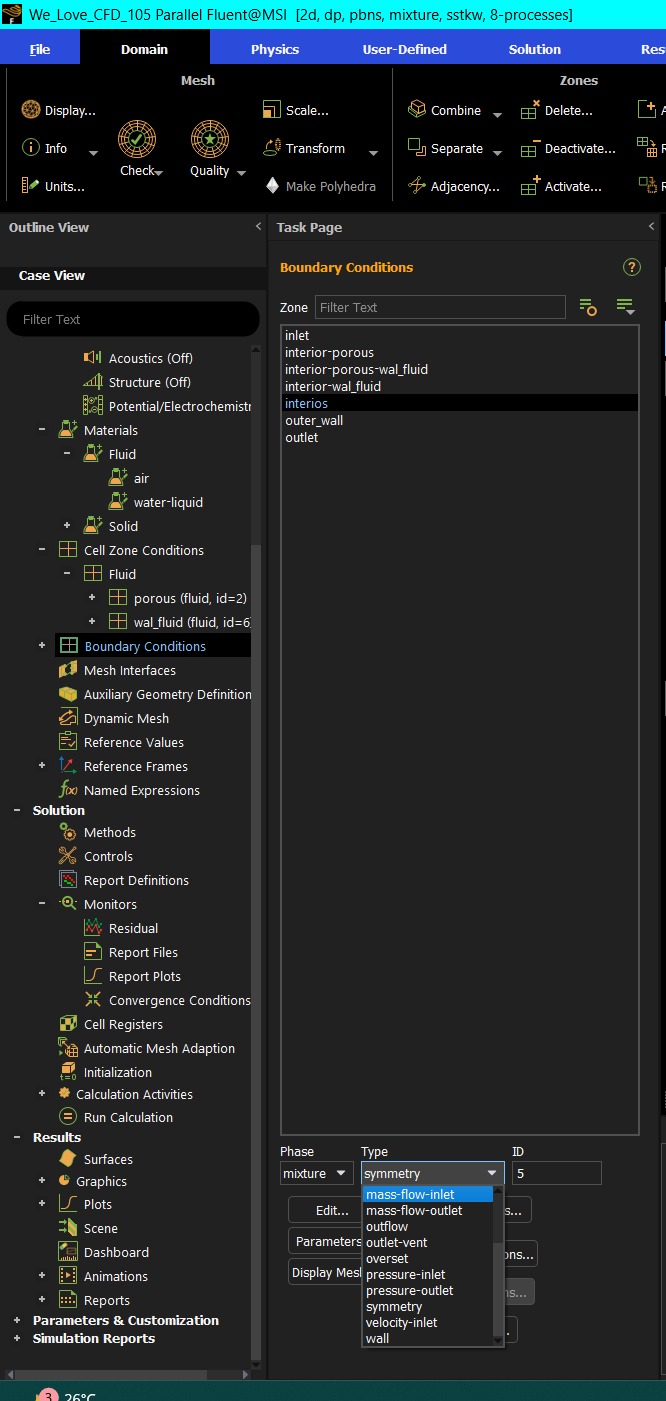 We_Love_CFD_105 Parallel Fluent@MSI [2d, dp, pbns, mixture, sstkw, 8-processes]
File Domain Physics User-Defined Solution
Mesh
Zones
Display...
Scale...
Combine
Delete...
Info
Check
Quality
Transform
Separate
Deactivate...
Units...
Make Polyhedra
Adjacency...
Activate...
Outline View <
Case View
Filter Text
Acoustics (Off)
Structure (Off)
Materials
Fluid
air
water-liquid
Solid
Cell Zone Conditions
Fluid
porous (fluid, id=2)
wal_fluid (fluid, id=6
Boundary Conditions
Mesh Interfaces
Auxiliary Geometry Definition
Dynamic Mesh
Reference Values
Reference Frames
Named Expressions
Solution
Methods
Controls
Report Definitions
Monitors
Residual
Report Files
Report Plots
Convergence Conditions
Cell Registers
Automatic Mesh Adaption
Initialization
Calculation Activities
Run Calculation
Results
Surfaces
Graphics
Plots
Scene
Dashboard
Animations
Reports
Parameters & Customization
Simulation Reports
Task Page <
Boundary Conditions ?
Zone Filter Text
inlet
interior-porous
interior-porous-wal_fluid
interior-wal_fluid
interios
outer_wall
outlet
Phase Type ID
mixture symmetry 5
Edit...
Parameters
Display Mes
mass-flow-inlet
mass-flow-outlet
outflow
outlet-vent
overset
pressure-inlet
pressure-outlet
symmetry
velocity-inlet
wall
3 26°C